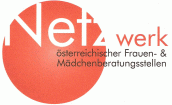 Netzwerk
österreichischer Frauen- &
Mädchenberatungsstellen